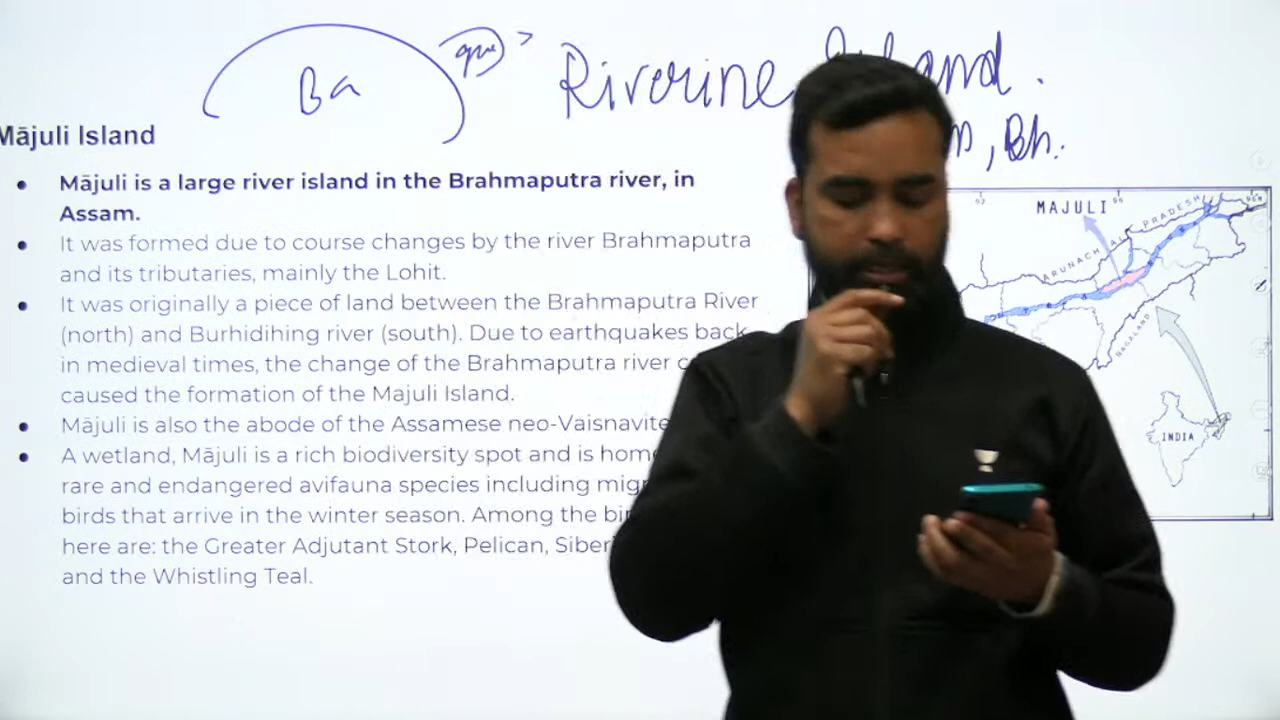 Ba
Riverine
, Bh.
Mājuli Island
Mājuli is a large river island in the Brahmaputra river, in
Assam.
It was formed due to course changes by the river Brahmaputra
and its tributaries, mainly the Lohit.
It was originally a piece of land between the Brahmaputra River
(north) and Burhidihing river (south). Due to earthquakes back
in medieval times, the change of the Brahmaputra river
caused the formation of the Majuli Island.
Mājuli is also the abode of the Assamese neo-Vaisnavite
A wetland, Mājuli is a rich biodiversity spot and is
rare and endangered avifauna species including
birds that arrive in the winter season. Among the
here are: the Greater Adjutant Stork, Pelican,
and the Whistling Teal.
MAJULI
ARUNACHAL PRADESH
NAGALAND
INDIA